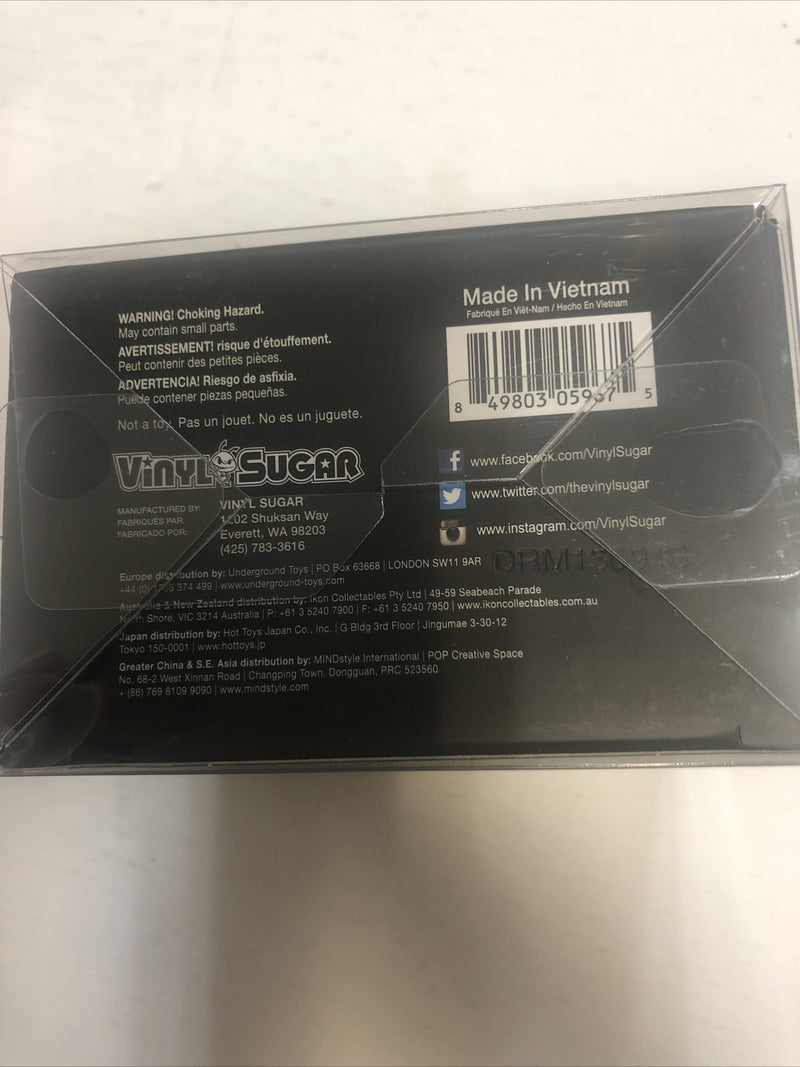 WARNING! Choking Hazard.
May contain small parts.
AVERTISSEMENT! risque d'étouffement.
Peut contenir des petites pièces.
ADVERTENCIA! Riesgo de asfixia.
Puede contener piezas pequeñas.
Not a toy. Pas un jouet. No es un juguete.
Made In Vietnam
Fabriqué En Viêt-Nam / Hecho En Vietnam
8 49803 05967 5
VINYL SUGAR
MANUFACTURED BY:
FABRIQUÉS PAR:
FABRICADO POR:
VINYL SUGAR
1202 Shuksan Way
Everett, WA 98203
(425) 783-3616
www.facebook.com/VinylSugar
www.twitter.com/thevinylsugar
www.instagram.com/VinylSugar
Europe distribution by: Underground Toys | PO Box 63668 | LONDON SW11 9AR
+44 (0) 374 499 | www.underground-toys.com
Australia & New Zealand distribution by: Ikon Collectables Pty Ltd | 49-59 Seabeach Parade
North Shore, VIC 3214 Australia | P: +61 3 5240 7900 | F: +61 3 5240 7950 | www.ikoncollectables.com.au
Japan distribution by: Hot Toys Japan Co., Inc. | G Bldg 3rd Floor | Jingumae 3-30-12
Tokyo 150-0001 | www.hottoys.jp
Greater China & S.E. Asia distribution by: MINDstyle International | POP Creative Space
No. 68-2 West Xinnan Road | Changping Town, Dongguan, PRC 523560
+ (86) 769 8109 9090 | www.mindstyle.com